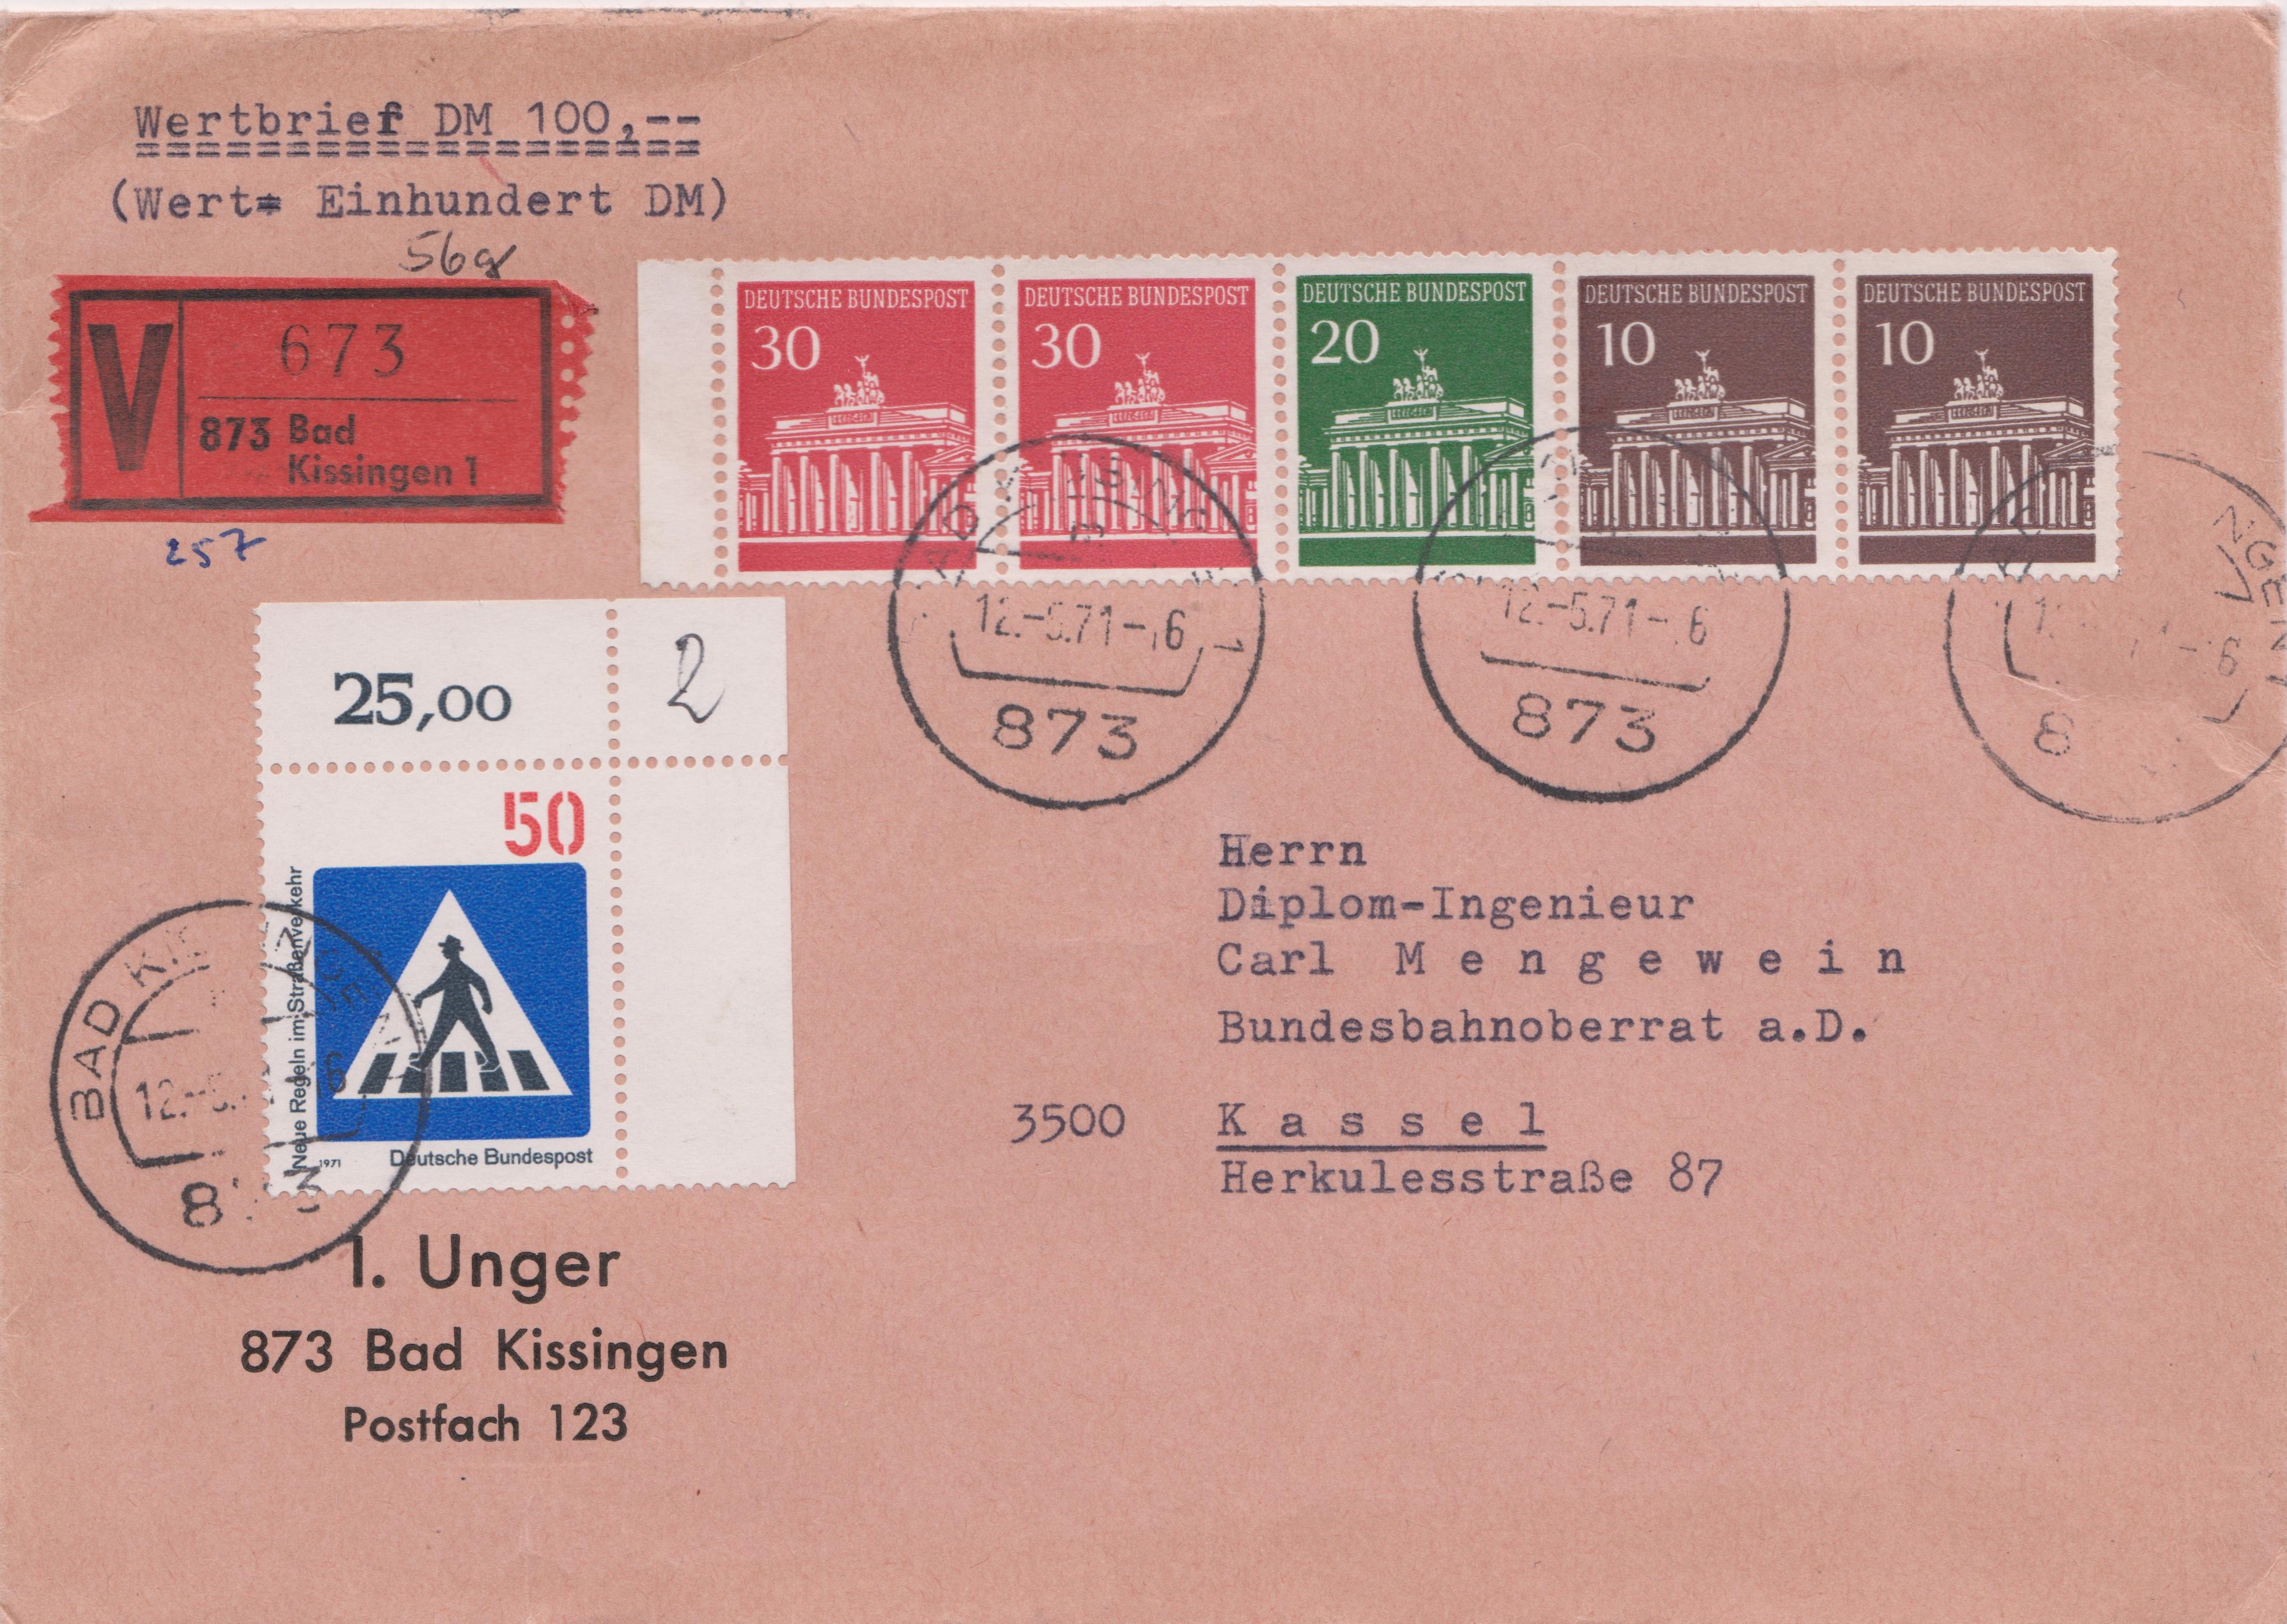 Wertbrief DM 100,--
(Wert= Einhundert DM)
56g
V
673
873 Bad
Kissingen 1
257
DEUTSCHE BUNDESPOST
30
DEUTSCHE BUNDESPOST
30
DEUTSCHE BUNDESPOST
20
DEUTSCHE BUNDESPOST
10
DEUTSCHE BUNDESPOST
10
12.-5.71-.6
873
12.-5.71-.6
873
25,00
2
50
Neue Regeln im Straßenverkehr
1971
Deutsche Bundespost
BAD
873
Herrn
Diplom-Ingenieur
Carl M e n g e w e i n
Bundesbahnoberrat a.D.
3500 K a s s e l
Herkulesstraße 87
1. Unger
873 Bad Kissingen
Postfach 123